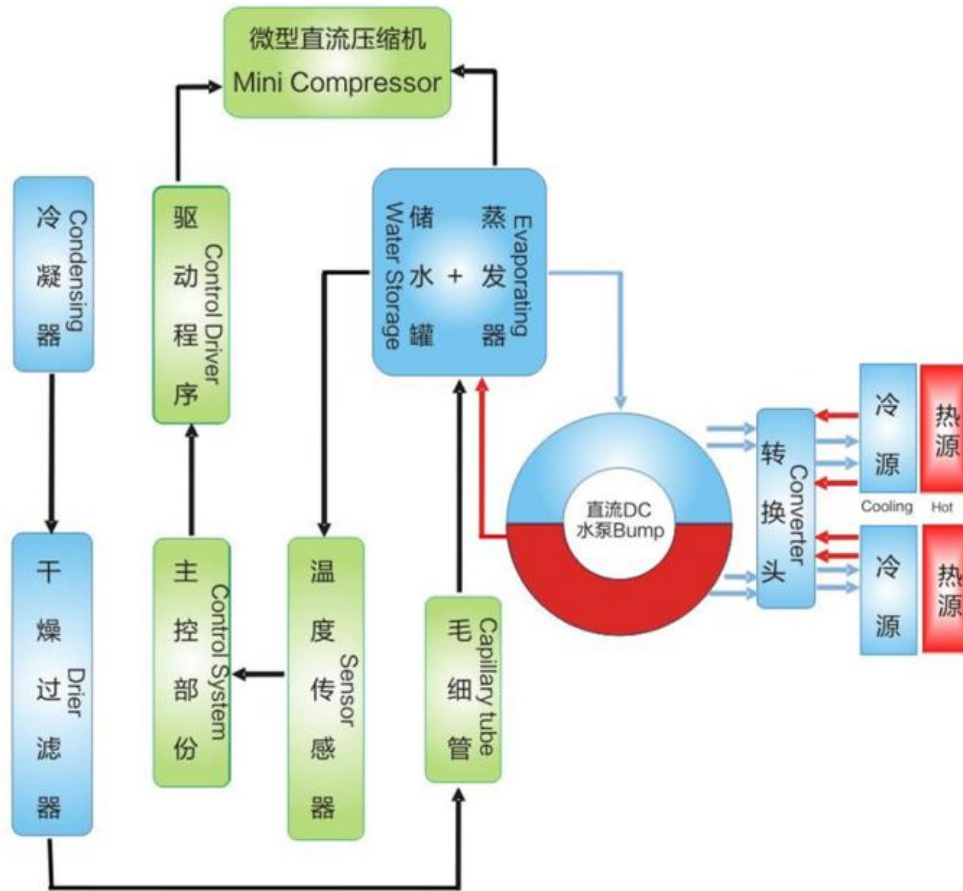 微型直流压缩机
Mini Compressor
冷凝器
Condensing
驱动程序
Control Driver
储水罐
Water Storage
+
蒸发器
Evaporating
干燥过滤器
Drier
主控部份
Control System
温度传感器
Sensor
毛细管
Capillary tube
直流DC
水泵Bump
转换头
Converter
冷源
热源
Cooling
Hot
冷源
热源